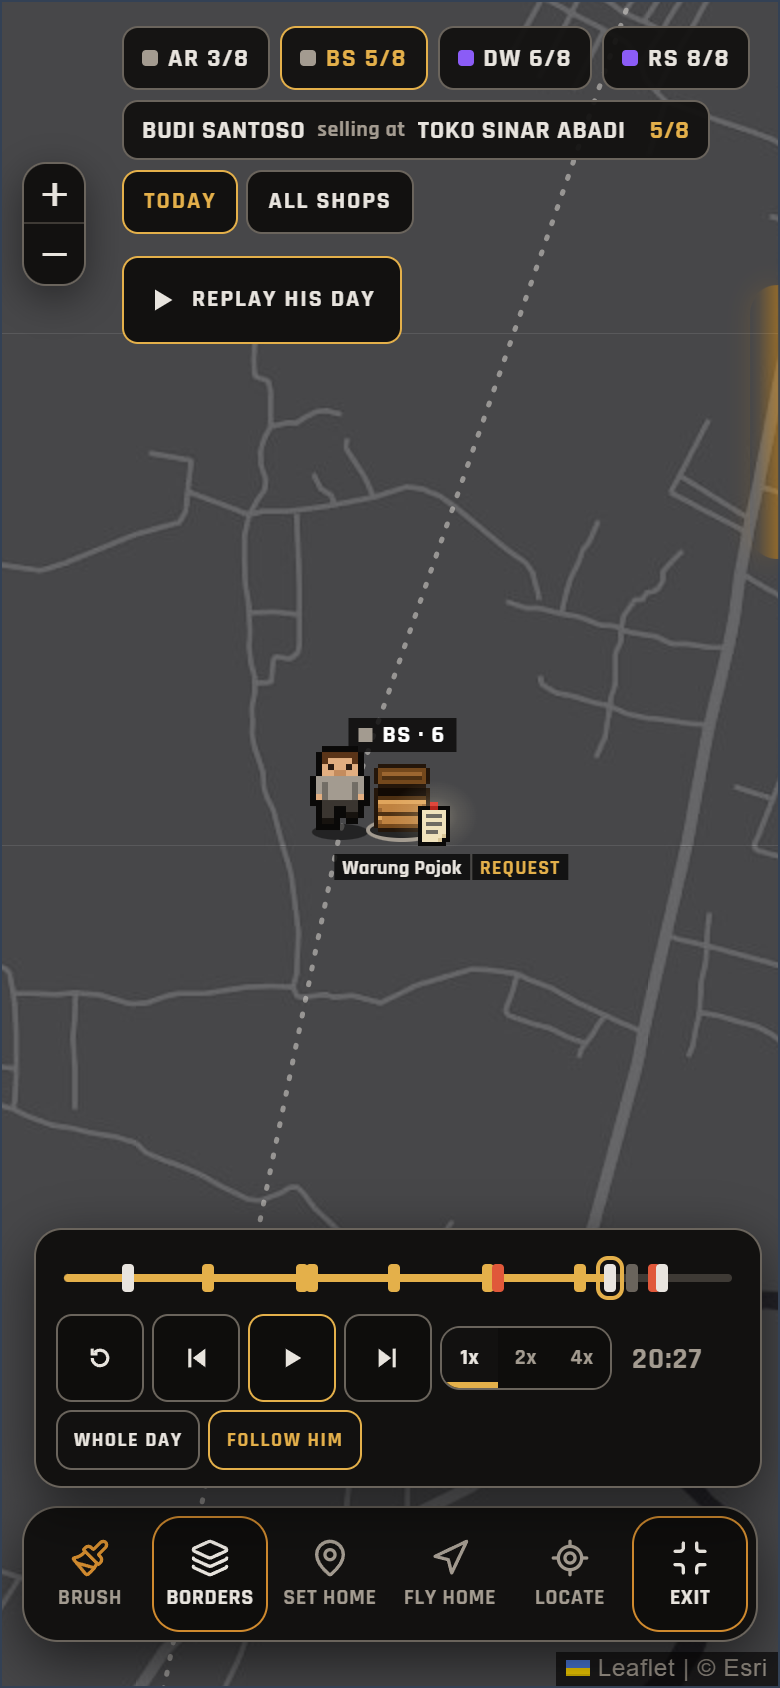 AR 3/8 BS 5/8 DW 6/8 RS 8/8
BUDI SANTOSO selling at TOKO SINAR ABADI 5/8
TODAY ALL SHOPS
REPLAY HIS DAY
BS · 6
Warung Pojok REQUEST
1x 2x 4x 20:27
WHOLE DAY FOLLOW HIM
BRUSH BORDERS SET HOME FLY HOME LOCATE EXIT
Leaflet | © Esri